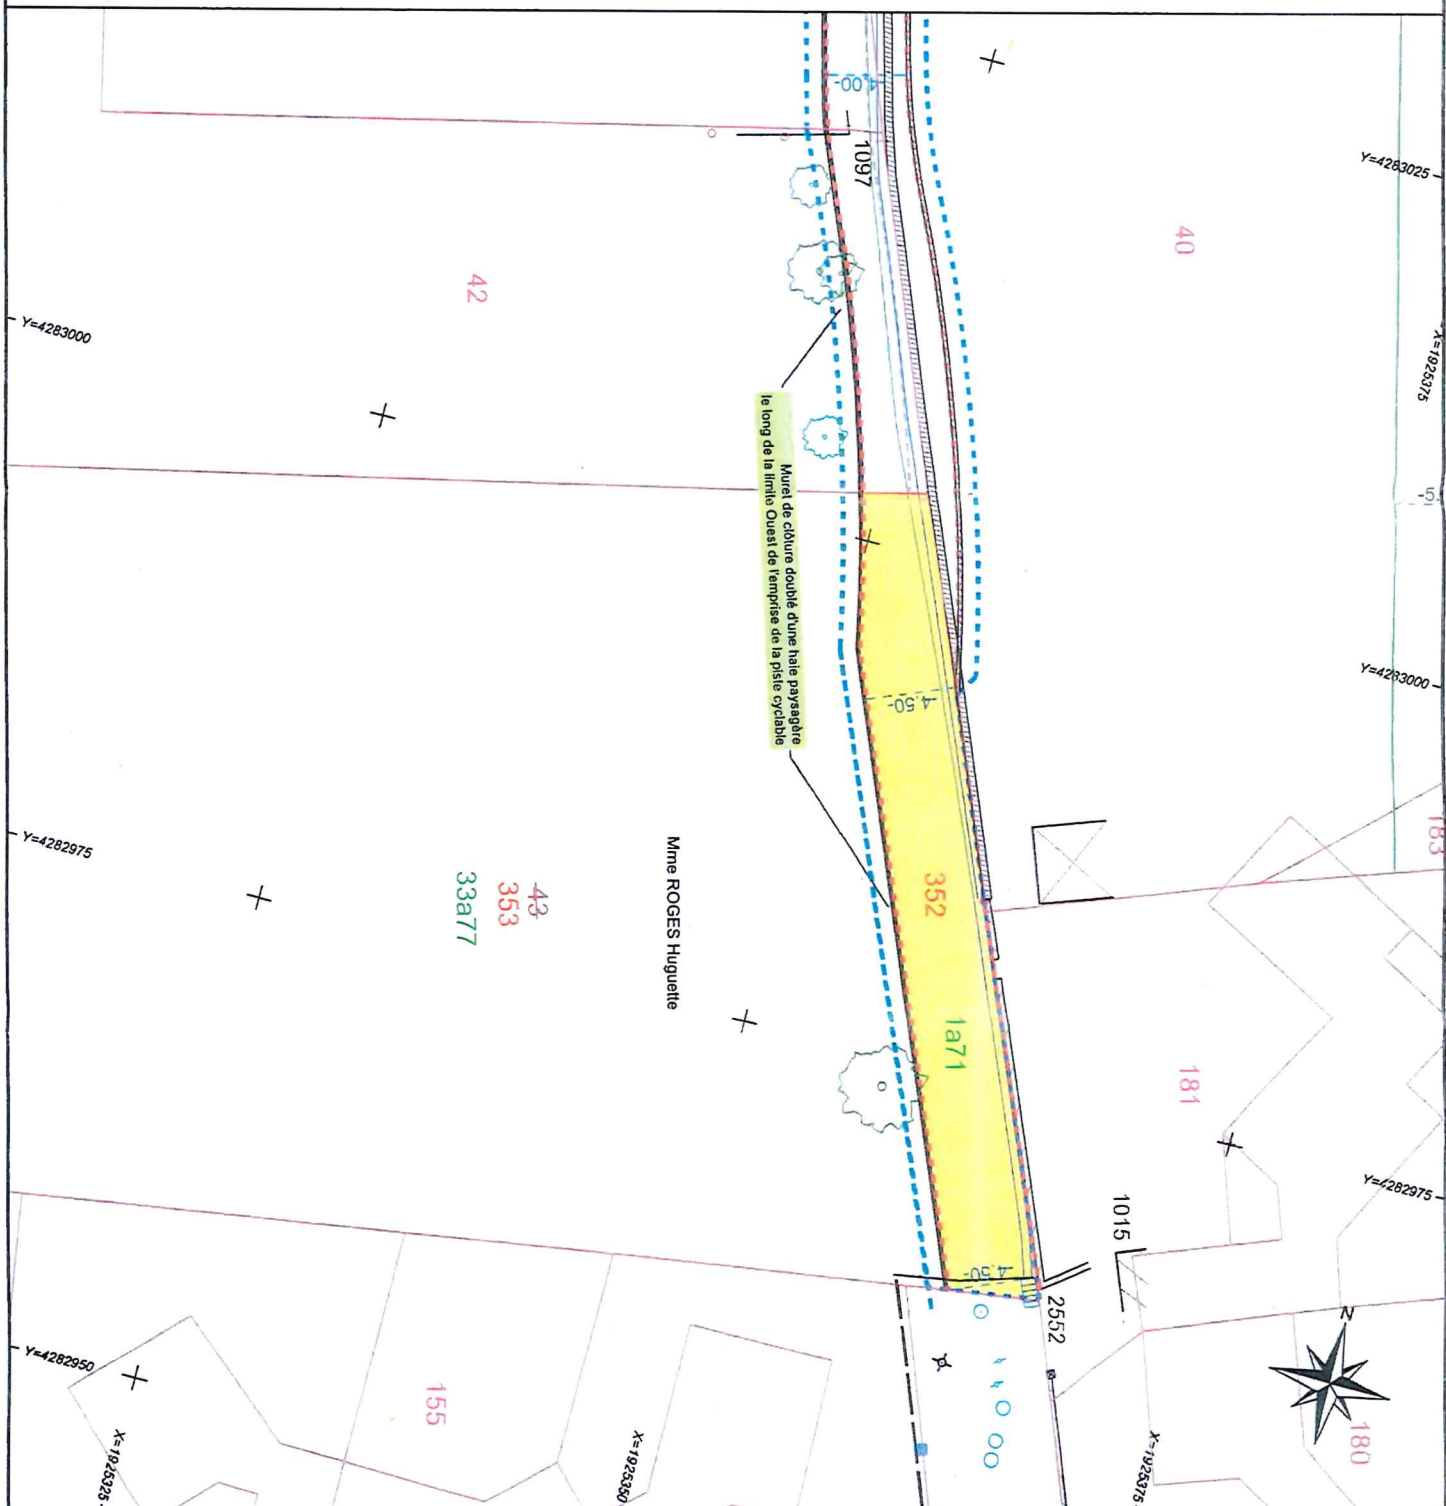 -4.00-
1097
Y=4283025
40
X=1925375
42
Y=4283000
Muret de clôture doublé d'une haie paysagère
le long de la limite Ouest de l'emprise de la piste cyclable
-5.
Y=4283000
-4.50-
183
Y=4282975
Mme ROGES Huguette
43
353
33a77
352
1a71
181
Y=4282975
1015
-4.50-
2552
N
Y=4282950
155
180
X=1925325
X=1925350
X=1925375